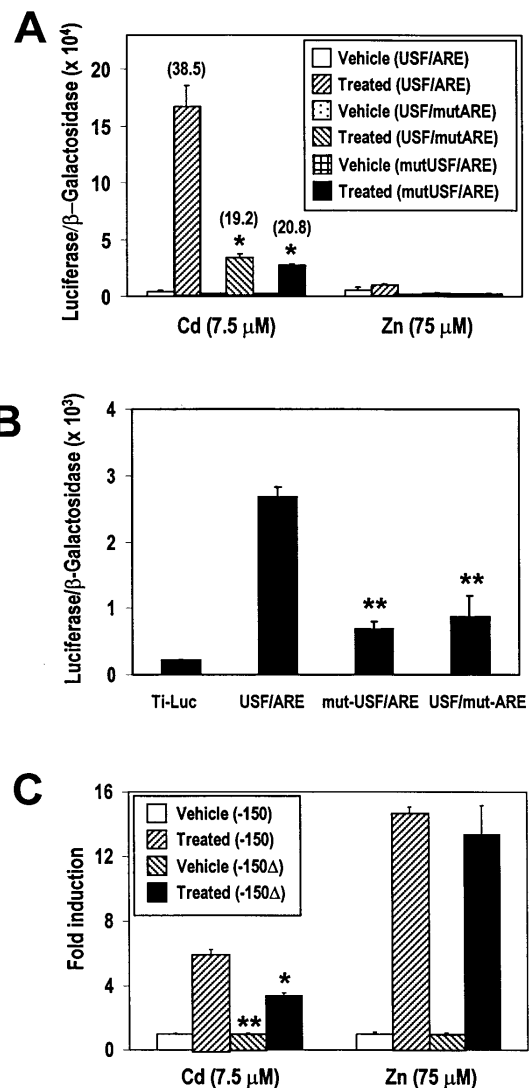 A
Luciferase/β–Galactosidase (x 10⁴)
20
15
10
5
0
(38.5)
(19.2)
*
(20.8)
*
Vehicle (USF/ARE)
Treated (USF/ARE)
Vehicle (USF/mutARE)
Treated (USF/mutARE)
Vehicle (mutUSF/ARE)
Treated (mutUSF/ARE)
Cd (7.5 μM)
Zn (75 μM)
B
Luciferase/β-Galactosidase (x 10³)
4
3
2
1
0
**
**
Ti-Luc
USF/ARE
mut-USF/ARE
USF/mut-ARE
C
Fold induction
16
12
8
4
0
Vehicle (-150)
Treated (-150)
Vehicle (-150Δ)
Treated (-150Δ)
**
*
Cd (7.5 μM)
Zn (75 μM)